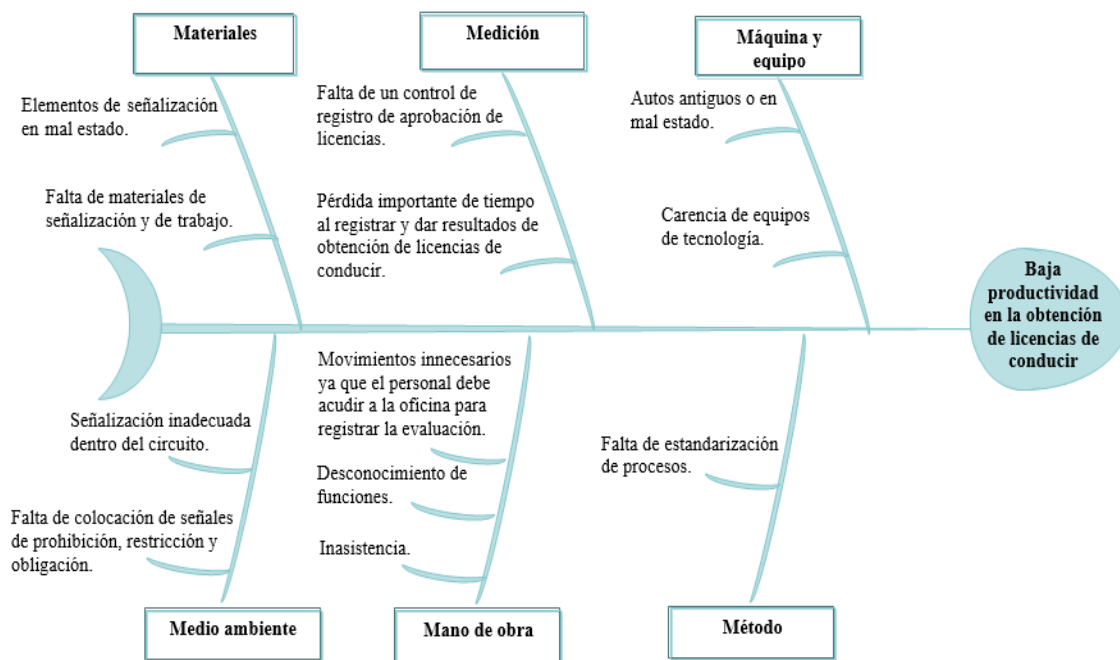 Materiales
Medición
Máquina y
equipo
Elementos de señalización
en mal estado.
Falta de materiales de
señalización y de trabajo.
Falta de un control de
registro de aprobación de
licencias.
Pérdida importante de tiempo
al registrar y dar resultados de
obtención de licencias de
conducir.
Autos antiguos o en
mal estado.
Carencia de equipos
de tecnología.
Baja
productividad
en la obtención
de licencias de
conducir
Señalización inadecuada
dentro del circuito.
Falta de colocación de señales
de prohibición, restricción y
obligación.
Movimientos innecesarios
ya que el personal debe
acudir a la oficina para
registrar la evaluación.
Desconocimiento de
funciones.
Inasistencia.
Falta de estandarización
de procesos.
Medio ambiente
Mano de obra
Método